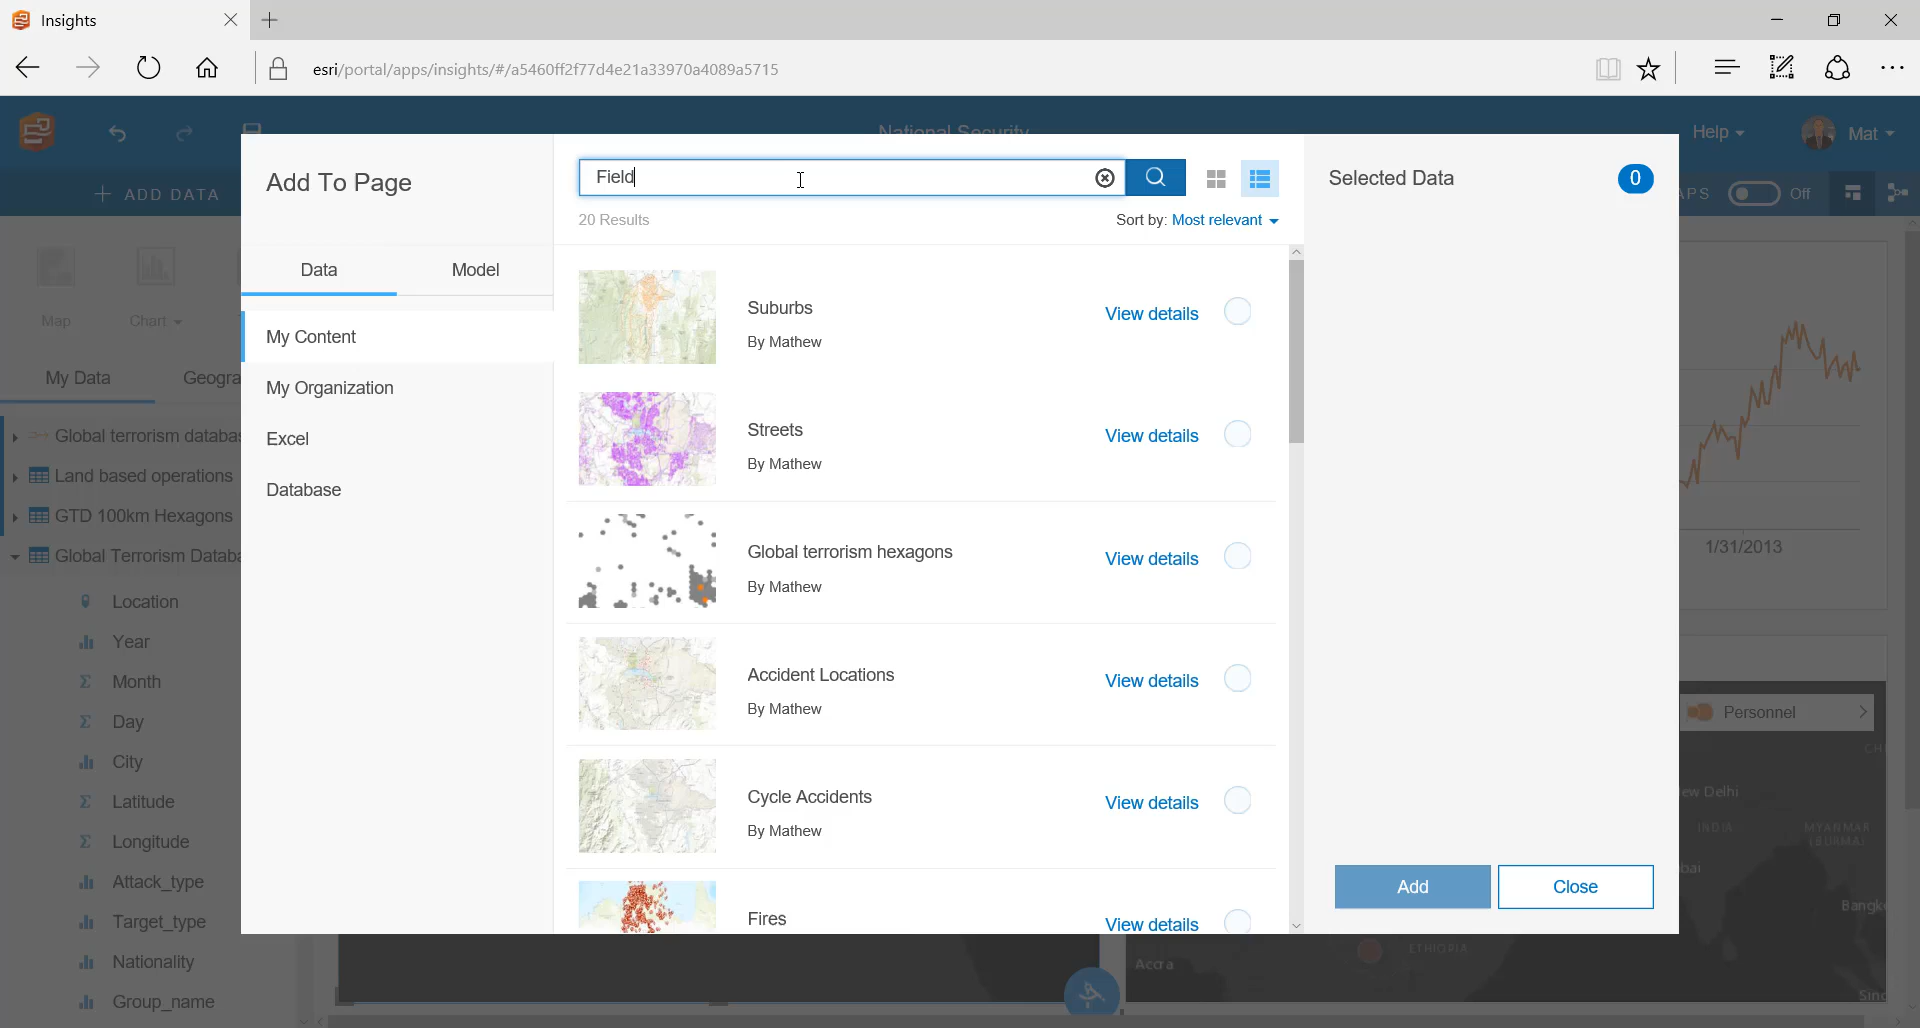 Insights
esri/portal/apps/insights/#/a5460ff2f77d4e21a33970a4089a5715
National Security
Help
Mat
ADD DATA
Off
Map
Chart
My Data
Global terrorism
Land based operations
GTD 100km Hexagons
Global Terrorism
Location
Year
Month
Day
City
Latitude
Longitude
Attack_type
Target_type
Nationality
Group_name
Add To Page
Data
Model
My Content
My Organization
Excel
Database
Field
20 Results
Sort by: Most relevant
Suburbs
By Mathew
View details
Streets
By Mathew
View details
Global terrorism hexagons
By Mathew
View details
Accident Locations
By Mathew
View details
Cycle Accidents
By Mathew
View details
Fires
View details
Selected Data
0
Add
Close
1/31/2013
Personnel
Delhi
INDIA
MYANMAR
(BURMA)
ETHIOPIA
Accra